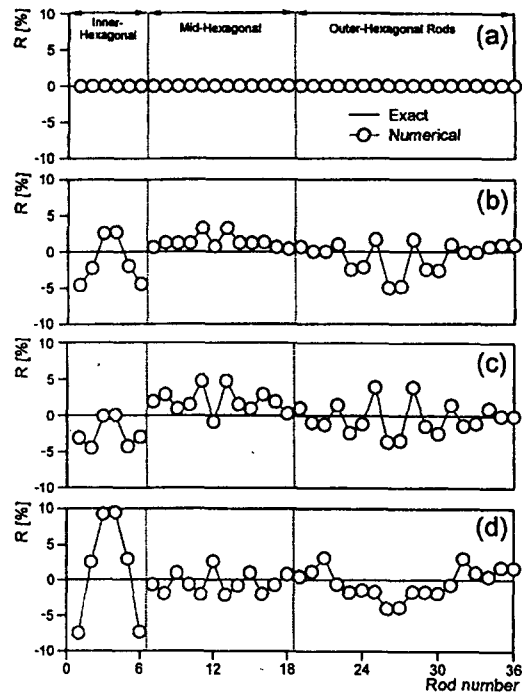 Inner-
Hexagonal
Mid-Hexagonal
Outer-Hexagonal Rods
(a)
R [%]
10
5
0
-5
-10
Exact
Numerical
(b)
R [%]
10
5
0
-5
-10
(c)
R [%]
10
5
0
-5
-10
(d)
R [%]
10
5
0
-5
-10
0 6 12 18 24 30 36
Rod number